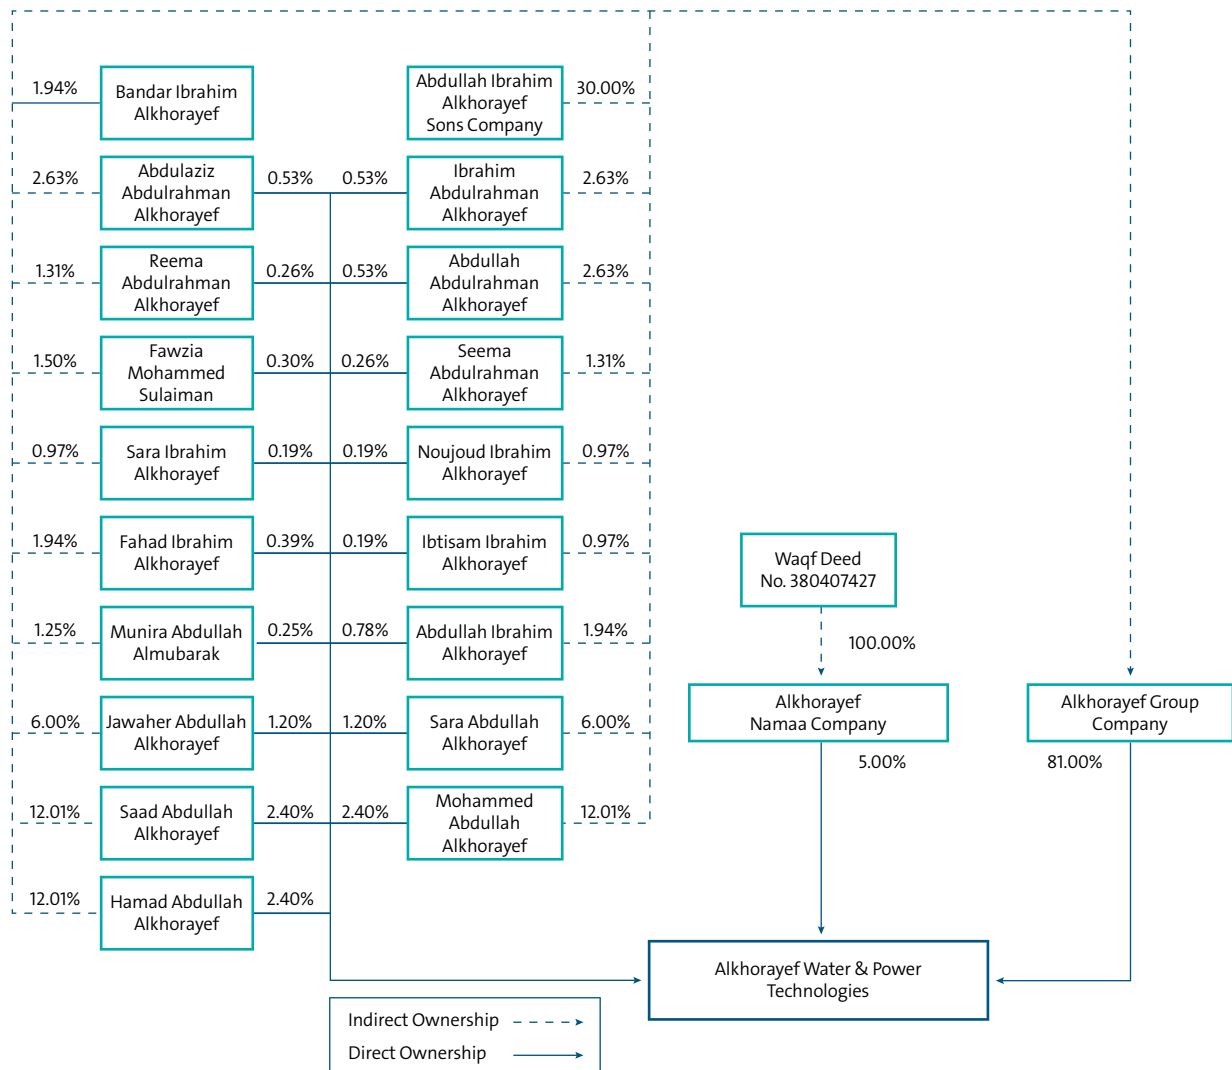 1.94%
Bandar Ibrahim
Alkhorayef
Abdullah Ibrahim
Alkhorayef
Sons Company
30.00%
2.63%
Abdulaziz
Abdulrahman
Alkhorayef
0.53%
0.53%
Ibrahim
Abdulrahman
Alkhorayef
2.63%
1.31%
Reema
Abdulrahman
Alkhorayef
0.26%
0.53%
Abdullah
Abdulrahman
Alkhorayef
2.63%
1.50%
Fawzia
Mohammed
Sulaiman
0.30%
0.26%
Seema
Abdulrahman
Alkhorayef
1.31%
0.97%
Sara Ibrahim
Alkhorayef
0.19%
0.19%
Noujoud Ibrahim
Alkhorayef
0.97%
1.94%
Fahad Ibrahim
Alkhorayef
0.39%
0.19%
Ibtisam Ibrahim
Alkhorayef
0.97%
1.25%
Munira Abdullah
Almubarak
0.25%
0.78%
Abdullah Ibrahim
Alkhorayef
1.94%
6.00%
Jawaher Abdullah
Alkhorayef
1.20%
1.20%
Sara Abdullah
Alkhorayef
6.00%
12.01%
Saad Abdullah
Alkhorayef
2.40%
2.40%
Mohammed
Abdullah
Alkhorayef
12.01%
12.01%
Hamad Abdullah
Alkhorayef
2.40%
Waqf Deed
No. 380407427
100.00%
Alkhorayef
Namaa Company
5.00%
Alkhorayef Group
Company
81.00%
Alkhorayef Water & Power
Technologies
Indirect Ownership
Direct Ownership